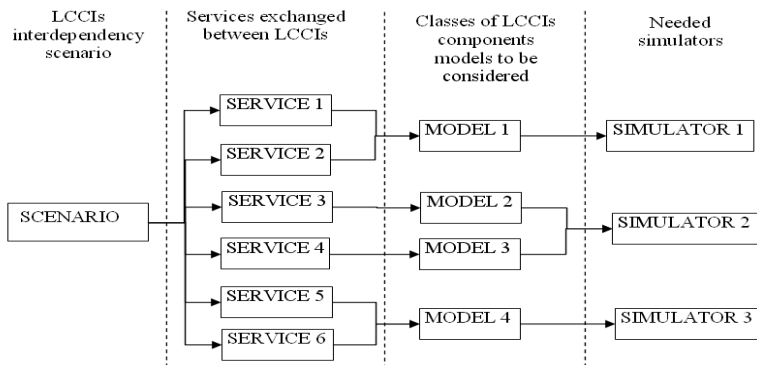 LCCIs
interdependency
scenario
Services exchanged
between LCCIs
Classes of LCCIs
components
models to be
considered
Needed
simulators
SCENARIO
SERVICE 1
SERVICE 2
SERVICE 3
SERVICE 4
SERVICE 5
SERVICE 6
MODEL 1
MODEL 2
MODEL 3
MODEL 4
SIMULATOR 1
SIMULATOR 2
SIMULATOR 3